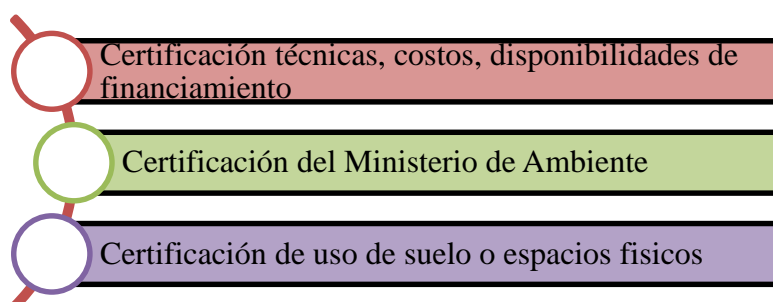 Certificación técnicas, costos, disponibilidades de
financiamiento
Certificación del Ministerio de Ambiente
Certificación de uso de suelo o espacios fisicos